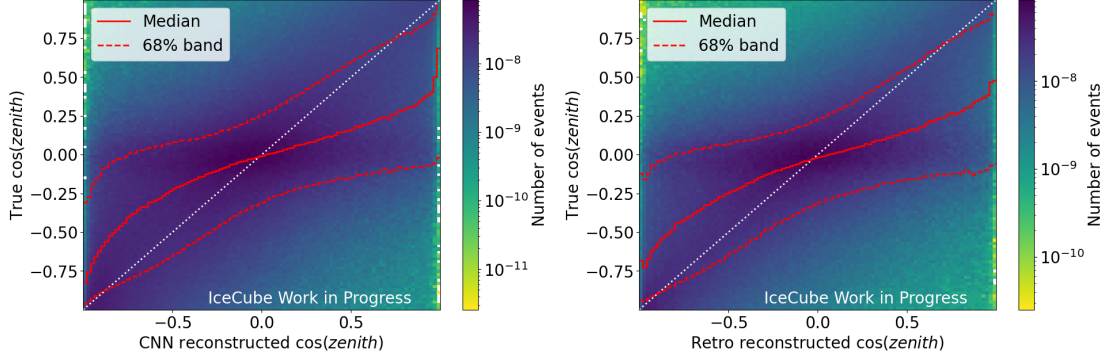 Median
68% band
True cos(zenith)
0.75
0.50
0.25
0.00
−0.25
−0.50
−0.75
−0.5
0.0
0.5
CNN reconstructed cos(zenith)
IceCube Work in Progress
10⁻⁸
10⁻⁹
10⁻¹⁰
10⁻¹¹
Number of events
Median
68% band
True cos(zenith)
0.75
0.50
0.25
0.00
−0.25
−0.50
−0.75
−0.5
0.0
0.5
Retro reconstructed cos(zenith)
IceCube Work in Progress
10⁻⁸
10⁻⁹
10⁻¹⁰
Number of events